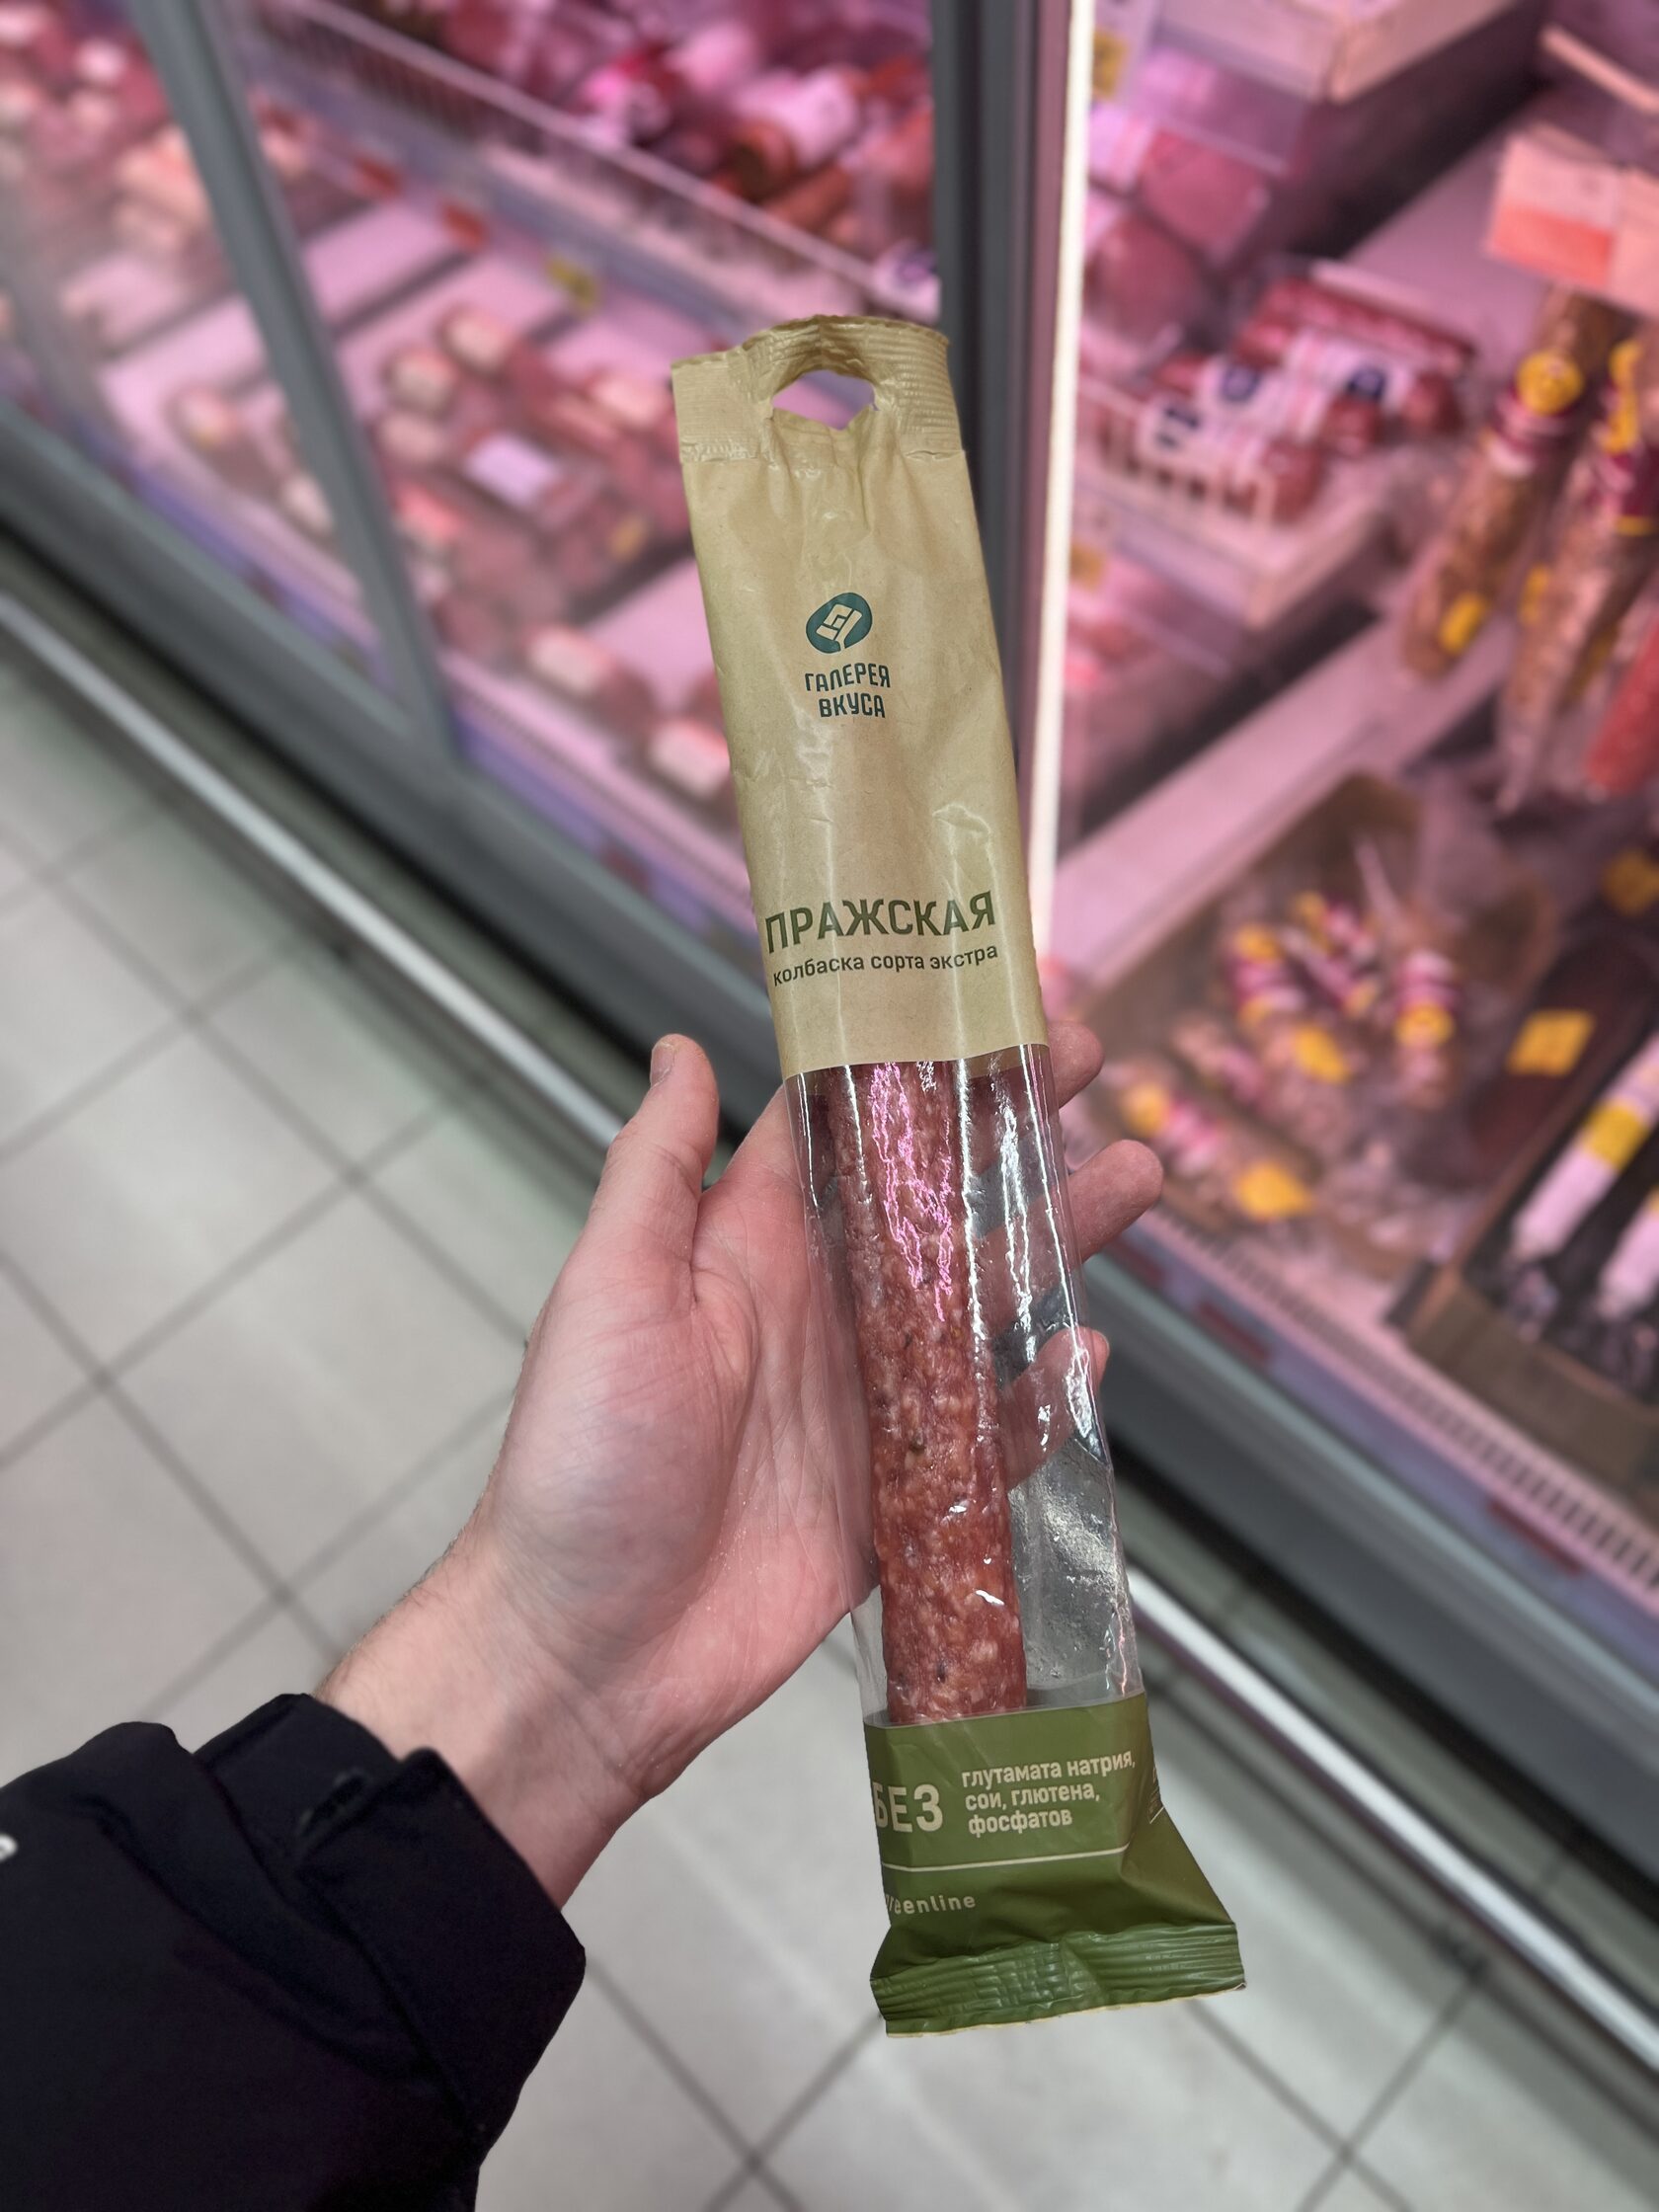 ГАЛЕРЕЯ
ВКУСА
ПРАЖСКАЯ
колбаска сорта экстра
БЕЗ
глутамата натрия,
сои, глютена,
фосфатов